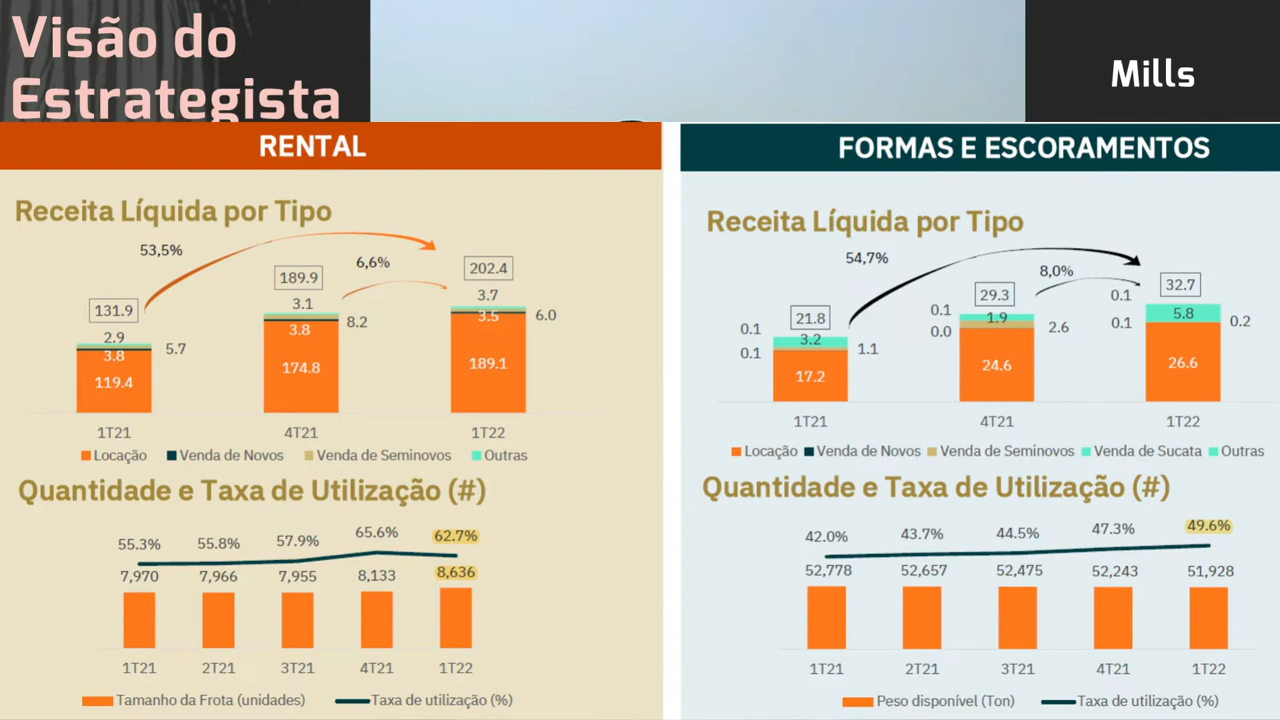 Visão do
Estrategista
Mills
RENTAL
Receita Líquida por Tipo
53,5%
6,6%
131.9
189.9
202.4
2.9
3.1
3.7
3.8
5.7
3.8
8.2
3.5
6.0
119.4
174.8
189.1
1T21
4T21
1T22
Locação
Venda de Novos
Venda de Seminovos
Outras
Quantidade e Taxa de Utilização (#)
55.3%
55.8%
57.9%
65.6%
62.7%
7,970
7,966
7,955
8,133
8,636
1T21
2T21
3T21
4T21
1T22
Tamanho da Frota (unidades)
Taxa de utilização (%)
FORMAS E ESCORAMENTOS
Receita Líquida por Tipo
54,7%
8,0%
21.8
29.3
32.7
0.1
3.2
0.1
1.1
0.1
1.9
0.0
2.6
0.1
5.8
0.1
0.2
17.2
24.6
26.6
1T21
4T21
1T22
Locação
Venda de Novos
Venda de Seminovos
Venda de Sucata
Outras
Quantidade e Taxa de Utilização (#)
42.0%
43.7%
44.5%
47.3%
49.6%
52,778
52,657
52,475
52,243
51,928
1T21
2T21
3T21
4T21
1T22
Peso disponível (Ton)
Taxa de utilização (%)